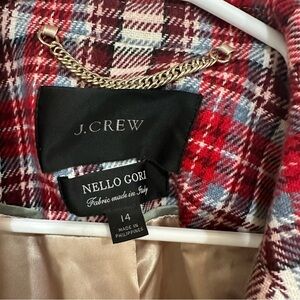 J.CREW
NELLO GORI
Fabric made in Italy
14
MADE IN
PHILIPPINES